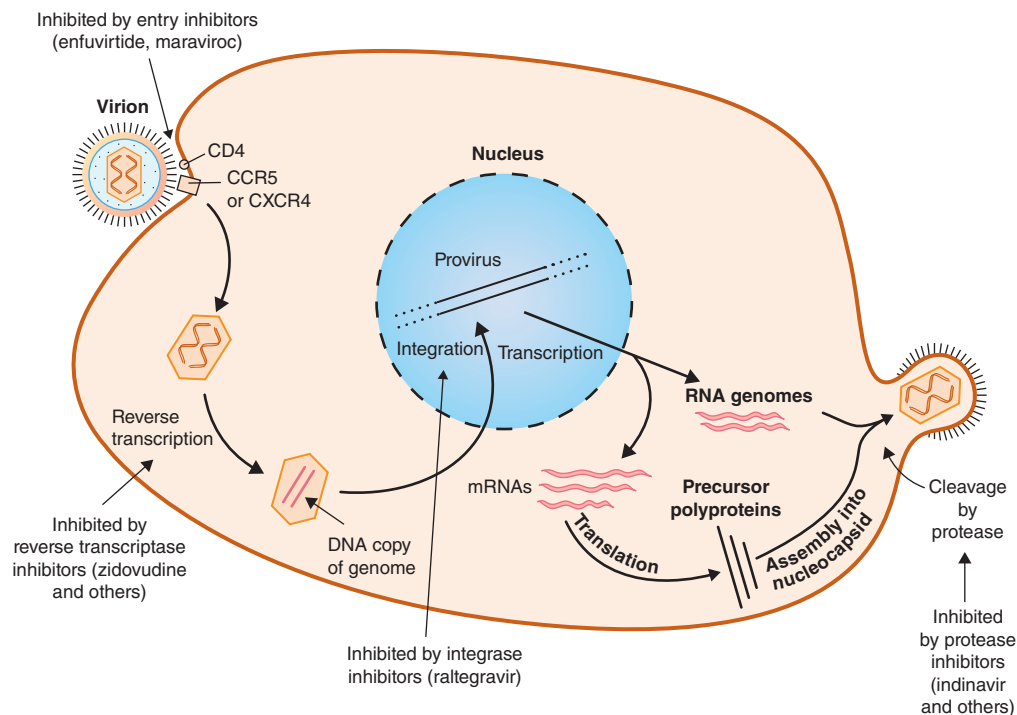 Inhibited by entry inhibitors
(enfuvirtide, maraviroc)
Virion
CD4
CCR5
or CXCR4
Nucleus
Provirus
Integration
Transcription
RNA genomes
Reverse
transcription
mRNAs
Precursor
polyproteins
Translation
Assembly into
nucleocapsid
Cleavage
by
protease
DNA copy
of genome
Inhibited by
reverse transcriptase
inhibitors (zidovudine
and others)
Inhibited by integrase
inhibitors (raltegravir)
Inhibited
by protease
inhibitors
(indinavir
and others)